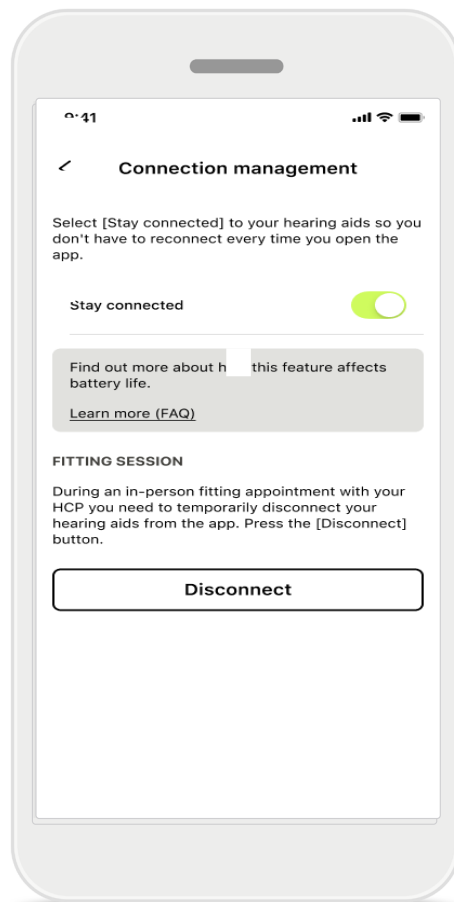 9:41
Connection management
Select [Stay connected] to your hearing aids so you
don't have to reconnect every time you open the
app.
Stay connected
Find out more about h this feature affects
battery life.
Learn more (FAQ)
FITTING SESSION
During an in-person fitting appointment with your
HCP you need to temporarily disconnect your
hearing aids from the app. Press the [Disconnect]
button.
Disconnect